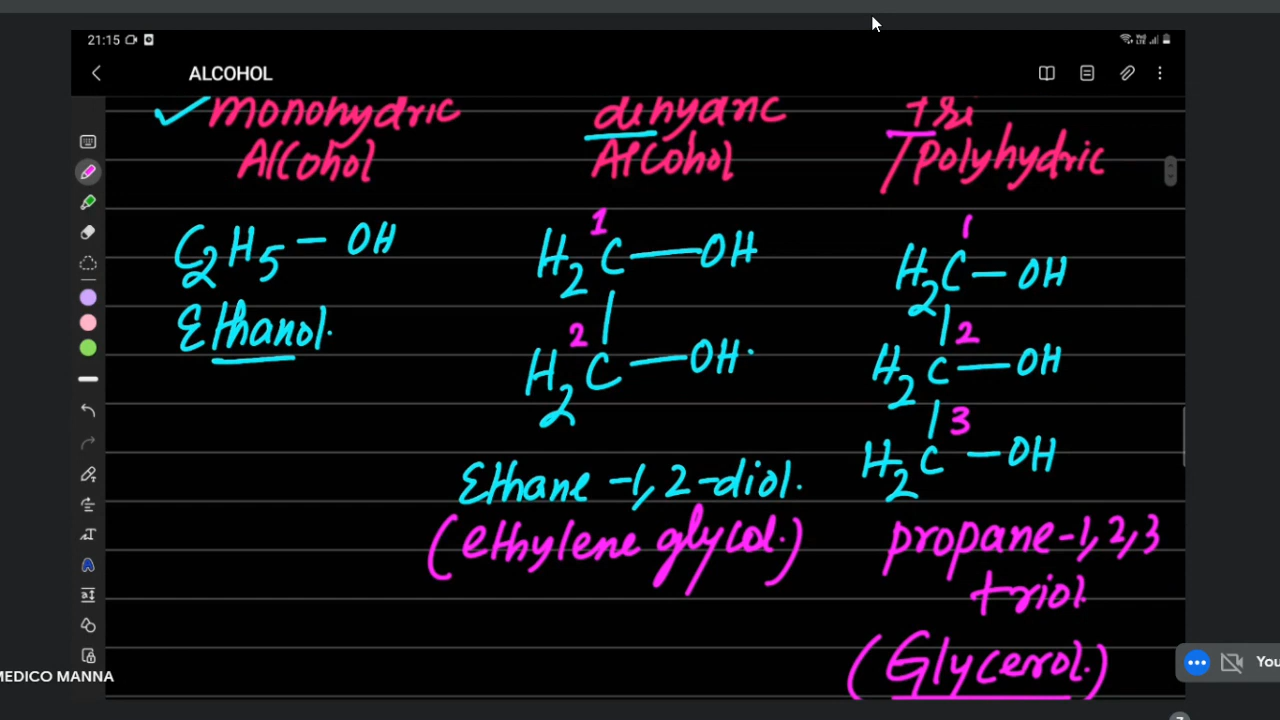 21:15
ALCOHOL
monohydric
Alcohol
dihydric
Alcohol
tri
/polyhydric
C2H5 — OH
Ethanol.
1
H2C — OH
2
H2C — OH.
Ethane -1,2-diol.
(ethylene glycol.)
1
H2C — OH
2
H2C — OH
3
H2C — OH
propane-1,2,3
triol.
(Glycerol.)
MEDICO MANNA
You